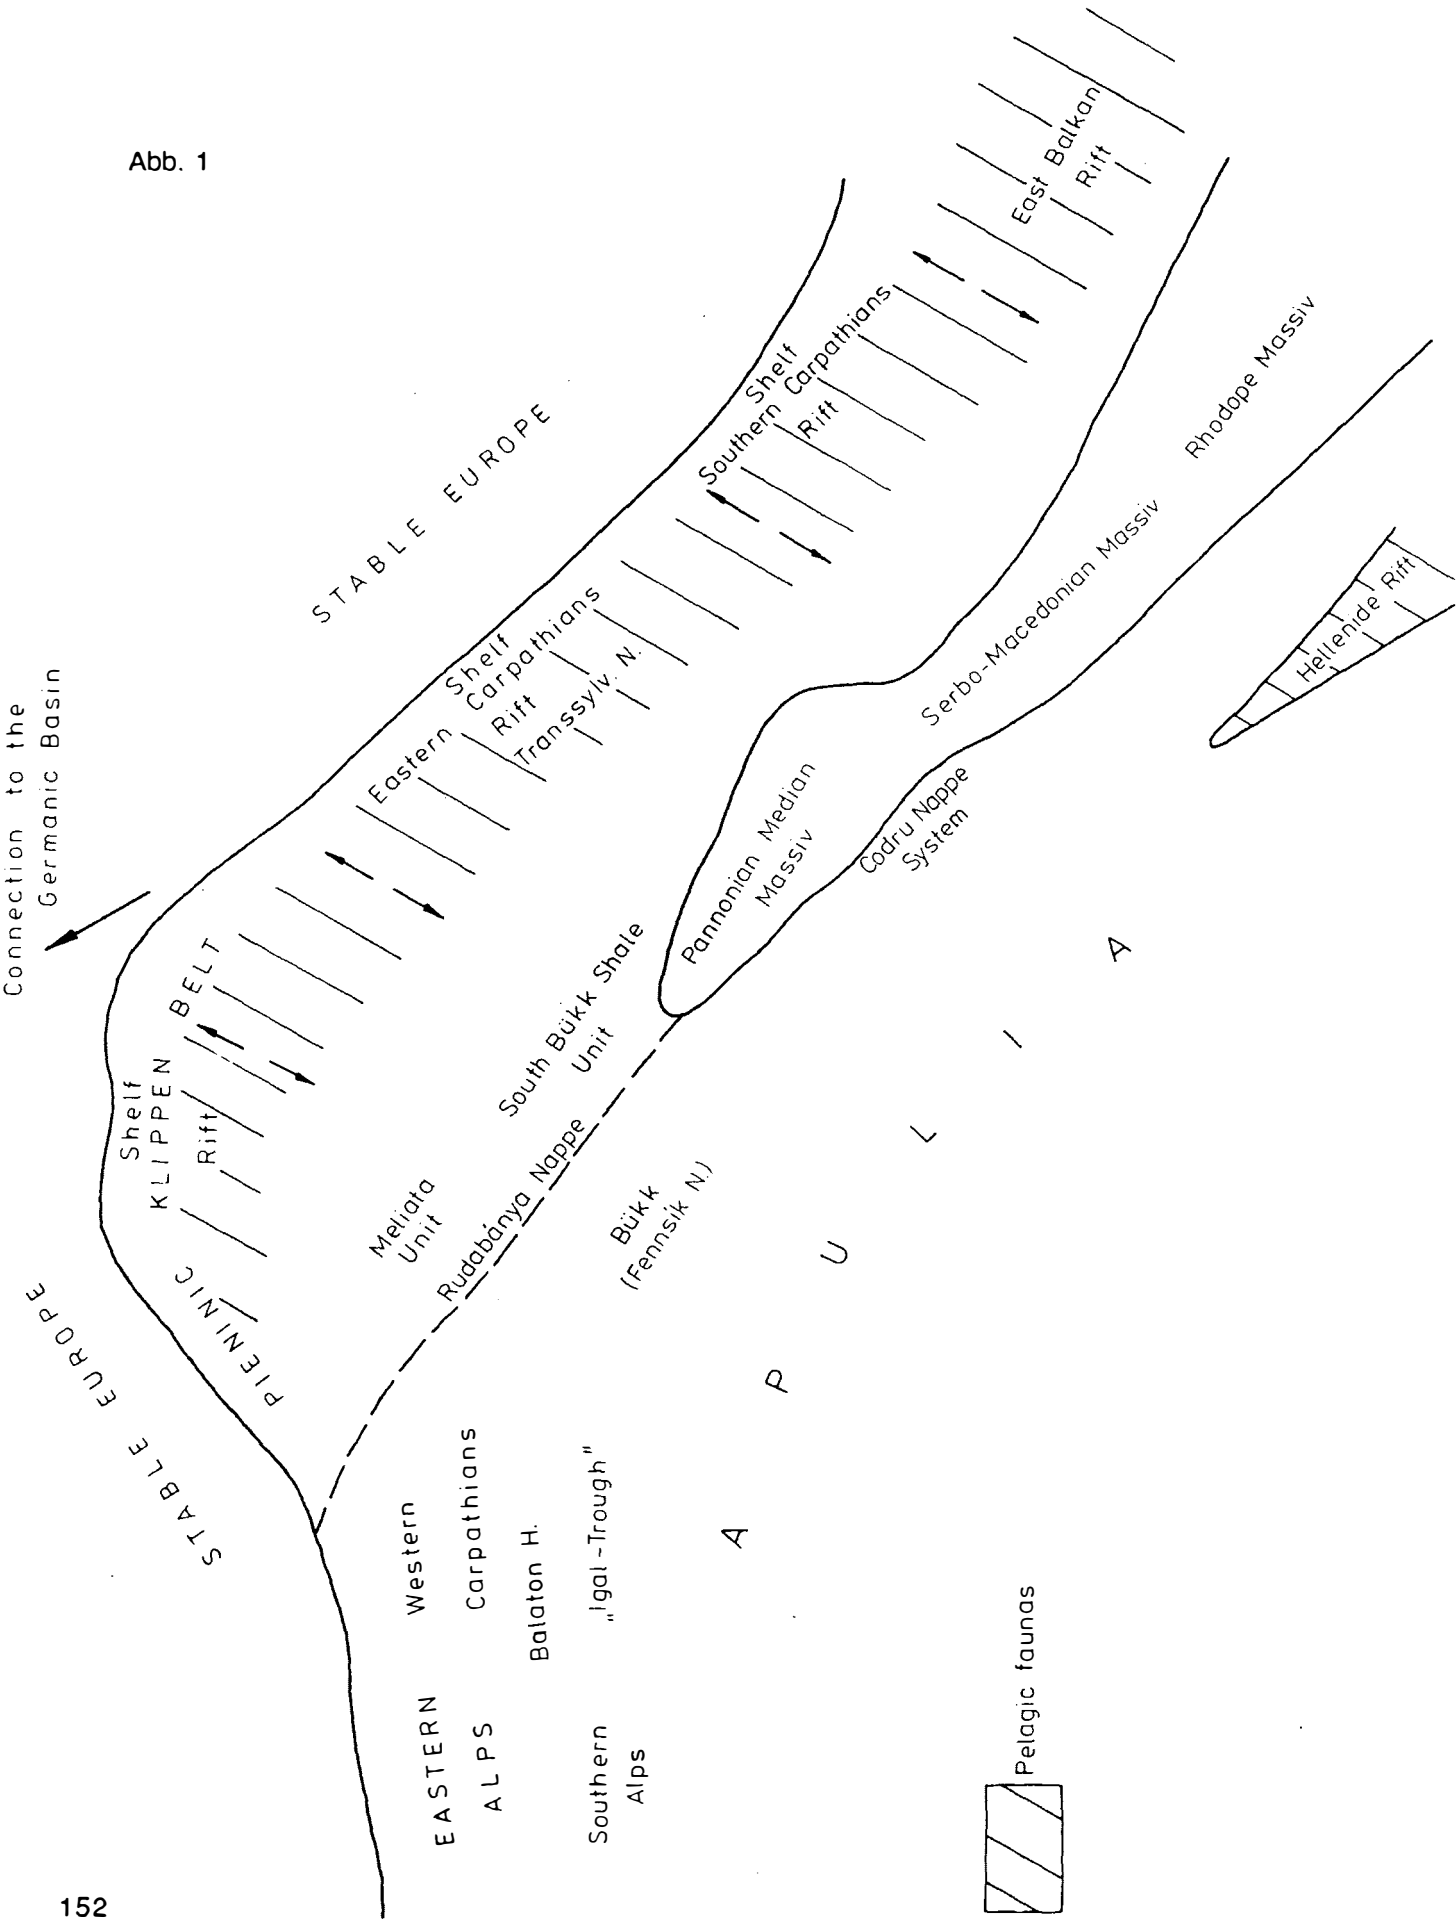 Abb. 1
Connection to the
Germanic Basin
STABLE EUROPE
STABLE EUROPE
Shelf
PIENINIC KLIPPEN BELT
Rift
Shelf
Eastern Carpathians
Rift
Transsylv. N.
Shelf
Southern Carpathians
Rift
East Balkan
Rift
Meliata
Unit
South Bükk Shale
Unit
Rudabánya Nappe
Bükk
(Fennsík N.)
Pannonian Median
Massiv
Codru Nappe
System
Serbo-Macedonian Massiv
Rhodope Massiv
Hellenide Rift
EASTERN
ALPS
Western
Carpathians
Balaton H.
„Igal-Trough"
Southern
Alps
APULIA
Pelagic faunas
152